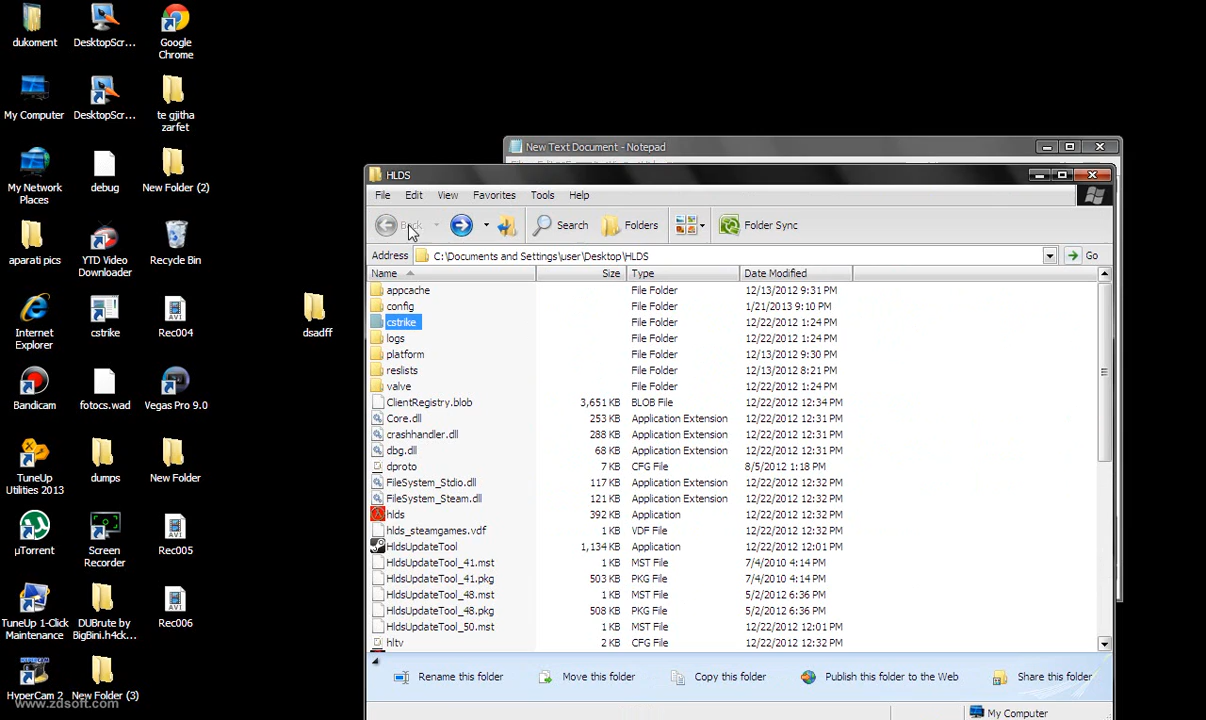 dukoment
DesktopScr...
Google
Chrome
My Computer
DesktopScr...
te gjitha
zarfet
My Network
Places
debug
New Folder (2)
aparati pics
YTD Video
Downloader
Recycle Bin
Internet
Explorer
cstrike
Rec004
dsadff
Bandicam
fotocs.wad
Vegas Pro 9.0
TuneUp
Utilities 2013
dumps
New Folder
µTorrent
Screen
Recorder
Rec005
TuneUp 1-Click
Maintenance
DUBrute by
BigBini.h4ck...
Rec006
HyperCam 2
New Folder (3)
www.zdsoft.com
New Text Document - Notepad
HLDS
File Edit View Favorites Tools Help
Back Search Folders Folder Sync
Address C:\Documents and Settings\user\Desktop\HLDS Go
Name Size Type Date Modified
appcache File Folder 12/13/2012 9:31 PM
config File Folder 1/21/2013 9:10 PM
cstrike File Folder 12/22/2012 1:24 PM
logs File Folder 12/22/2012 1:24 PM
platform File Folder 12/13/2012 9:30 PM
reslists File Folder 12/13/2012 8:21 PM
valve File Folder 12/22/2012 1:24 PM
ClientRegistry.blob 3,651 KB BLOB File 12/22/2012 12:34 PM
Core.dll 253 KB Application Extension 12/22/2012 12:31 PM
crashhandler.dll 288 KB Application Extension 12/22/2012 12:31 PM
dbg.dll 68 KB Application Extension 12/22/2012 12:31 PM
dproto 7 KB CFG File 8/5/2012 1:18 PM
FileSystem_Stdio.dll 117 KB Application Extension 12/22/2012 12:32 PM
FileSystem_Steam.dll 121 KB Application Extension 12/22/2012 12:32 PM
hlds 392 KB Application 12/22/2012 12:32 PM
hlds_steamgames.vdf 1 KB VDF File 12/22/2012 12:32 PM
HldsUpdateTool 1,134 KB Application 12/22/2012 12:01 PM
HldsUpdateTool_41.mst 1 KB MST File 7/4/2010 4:14 PM
HldsUpdateTool_41.pkg 503 KB PKG File 7/4/2010 4:14 PM
HldsUpdateTool_48.mst 1 KB MST File 5/2/2012 6:36 PM
HldsUpdateTool_48.pkg 508 KB PKG File 5/2/2012 6:36 PM
HldsUpdateTool_50.mst 1 KB MST File 12/22/2012 12:01 PM
hltv 2 KB CFG File 12/22/2012 12:32 PM
Rename this folder Move this folder Copy this folder Publish this folder to the Web Share this folder
My Computer